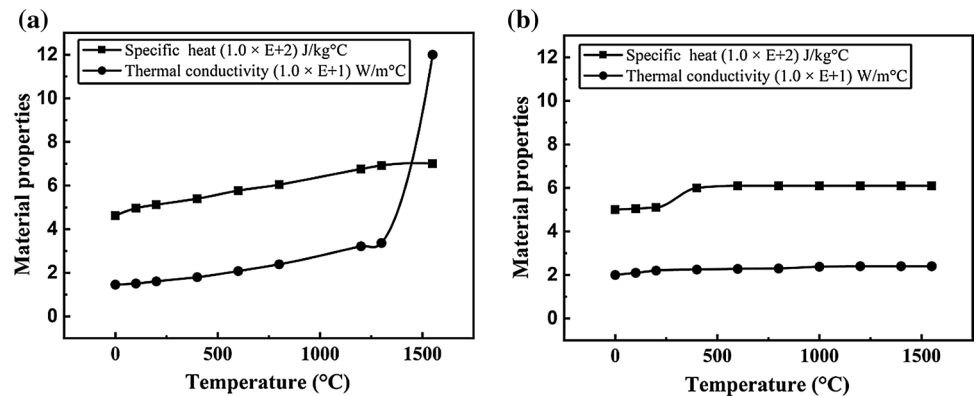 (a)
Specific heat (1.0 × E+2) J/kg°C
Thermal conductivity (1.0 × E+1) W/m°C
12
10
8
6
4
2
0
Material properties
0 500 1000 1500
Temperature (°C)
(b)
Specific heat (1.0 × E+2) J/kg°C
Thermal conductivity (1.0 × E+1) W/m°C
12
10
8
6
4
2
0
Material properties
0 500 1000 1500
Temperature (°C)